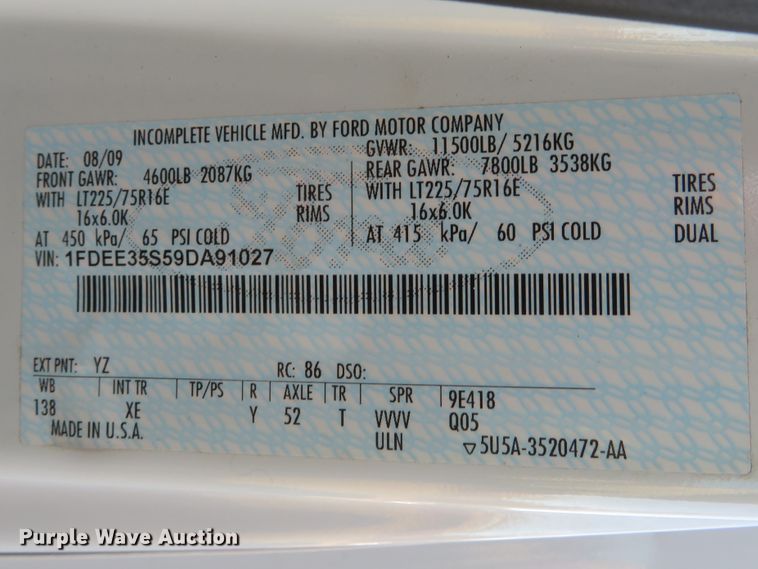 INCOMPLETE VEHICLE MFD. BY FORD MOTOR COMPANY
DATE: 08/09 GVWR: 11500LB/ 5216KG
FRONT GAWR: 4600LB 2087KG REAR GAWR: 7800LB 3538KG
WITH LT225/75R16E TIRES WITH LT225/75R16E TIRES
16x6.0K RIMS 16x6.0K RIMS
AT 450 kPa/ 65 PSI COLD AT 415 kPa/ 60 PSI COLD DUAL
VIN: 1FDEE35S59DA91027
EXT PNT: YZ RC: 86 DSO:
WB INT TR TP/PS R AXLE TR SPR 9E418
138 XE Y 52 T VVVV Q05
MADE IN U.S.A. ULN ▽5U5A-3520472-AA
Purple Wave Auction